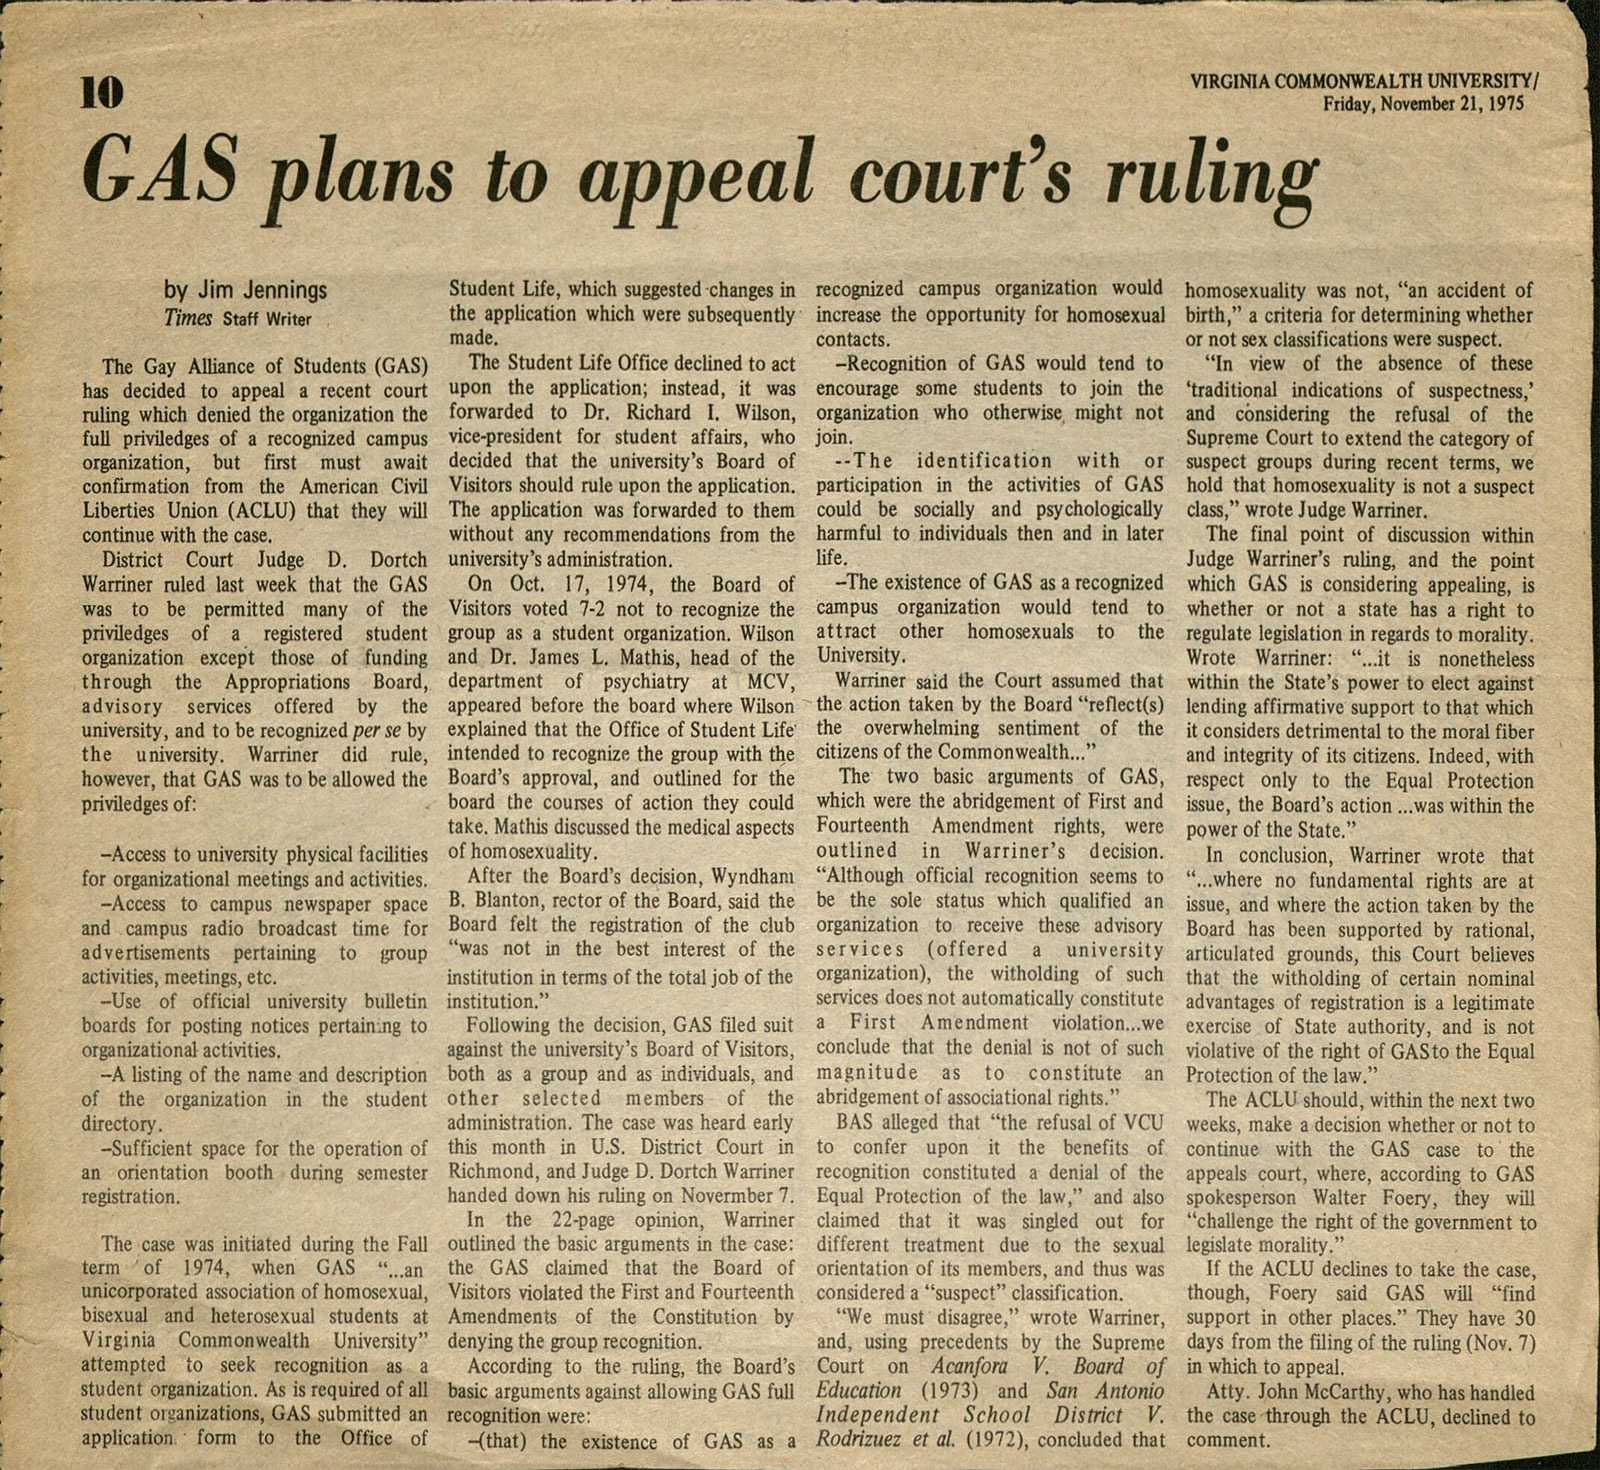 10
VIRGINIA COMMONWEALTH UNIVERSITY/
Friday, November 21, 1975
GAS plans to appeal court's ruling
by Jim Jennings
Times Staff Writer
The Gay Alliance of Students (GAS)
has decided to appeal a recent court
ruling which denied the organization the
full priviledges of a recognized campus
organization, but first must await
confirmation from the American Civil
Liberties Union (ACLU) that they will
continue with the case.
District Court Judge D. Dortch
Warriner ruled last week that the GAS
was to be permitted many of the
priviledges of a registered student
organization except those of funding
through the Appropriations Board,
advisory services offered by the
university, and to be recognized per se by
the university. Warriner did rule,
however, that GAS was to be allowed the
priviledges of:
–Access to university physical facilities
for organizational meetings and activities.
–Access to campus newspaper space
and campus radio broadcast time for
advertisements pertaining to group
activities, meetings, etc.
–Use of official university bulletin
boards for posting notices pertaining to
organizational activities.
–A listing of the name and description
of the organization in the student
directory.
–Sufficient space for the operation of
an orientation booth during semester
registration.
The case was initiated during the Fall
term of 1974, when GAS "...an
unicorporated association of homosexual,
bisexual and heterosexual students at
Virginia Commonwealth University"
attempted to seek recognition as a
student organization. As is required of all
student organizations, GAS submitted an
application form to the Office of
Student Life, which suggested changes in
the application which were subsequently
made.
The Student Life Office declined to act
upon the application; instead, it was
forwarded to Dr. Richard I. Wilson,
vice-president for student affairs, who
decided that the university's Board of
Visitors should rule upon the application.
The application was forwarded to them
without any recommendations from the
university's administration.
On Oct. 17, 1974, the Board of
Visitors voted 7-2 not to recognize the
group as a student organization. Wilson
and Dr. James L. Mathis, head of the
department of psychiatry at MCV,
appeared before the board where Wilson
explained that the Office of Student Life
intended to recognize the group with the
Board's approval, and outlined for the
board the courses of action they could
take. Mathis discussed the medical aspects
of homosexuality.
After the Board's decision, Wyndham
B. Blanton, rector of the Board, said the
Board felt the registration of the club
"was not in the best interest of the
institution in terms of the total job of the
institution."
Following the decision, GAS filed suit
against the university's Board of Visitors,
both as a group and as individuals, and
other selected members of the
administration. The case was heard early
this month in U.S. District Court in
Richmond, and Judge D. Dortch Warriner
handed down his ruling on Novermber 7.
In the 22-page opinion, Warriner
outlined the basic arguments in the case:
the GAS claimed that the Board of
Visitors violated the First and Fourteenth
Amendments of the Constitution by
denying the group recognition.
According to the ruling, the Board's
basic arguments against allowing GAS full
recognition were:
–(that) the existence of GAS as a
recognized campus organization would
increase the opportunity for homosexual
contacts.
–Recognition of GAS would tend to
encourage some students to join the
organization who otherwise might not
join.
--The identification with or
participation in the activities of GAS
could be socially and psychologically
harmful to individuals then and in later
life.
–The existence of GAS as a recognized
campus organization would tend to
attract other homosexuals to the
University.
Warriner said the Court assumed that
the action taken by the Board "reflect(s)
the overwhelming sentiment of the
citizens of the Commonwealth..."
The two basic arguments of GAS,
which were the abridgement of First and
Fourteenth Amendment rights, were
outlined in Warriner's decision.
"Although official recognition seems to
be the sole status which qualified an
organization to receive these advisory
services (offered a university
organization), the witholding of such
services does not automatically constitute
a First Amendment violation...we
conclude that the denial is not of such
magnitude as to constitute an
abridgement of associational rights."
BAS alleged that "the refusal of VCU
to confer upon it the benefits of
recognition constituted a denial of the
Equal Protection of the law," and also
claimed that it was singled out for
different treatment due to the sexual
orientation of its members, and thus was
considered a "suspect" classification.
"We must disagree," wrote Warriner,
and, using precedents by the Supreme
Court on Acanfora V. Board of
Education (1973) and San Antonio
Independent School District V.
Rodrizuez et al. (1972), concluded that
homosexuality was not, "an accident of
birth," a criteria for determining whether
or not sex classifications were suspect.
"In view of the absence of these
'traditional indications of suspectness,'
and considering the refusal of the
Supreme Court to extend the category of
suspect groups during recent terms, we
hold that homosexuality is not a suspect
class," wrote Judge Warriner.
The final point of discussion within
Judge Warriner's ruling, and the point
which GAS is considering appealing, is
whether or not a state has a right to
regulate legislation in regards to morality.
Wrote Warriner: "...it is nonetheless
within the State's power to elect against
lending affirmative support to that which
it considers detrimental to the moral fiber
and integrity of its citizens. Indeed, with
respect only to the Equal Protection
issue, the Board's action ...was within the
power of the State."
In conclusion, Warriner wrote that
"...where no fundamental rights are at
issue, and where the action taken by the
Board has been supported by rational,
articulated grounds, this Court believes
that the witholding of certain nominal
advantages of registration is a legitimate
exercise of State authority, and is not
violative of the right of GAS to the Equal
Protection of the law."
The ACLU should, within the next two
weeks, make a decision whether or not to
continue with the GAS case to the
appeals court, where, according to GAS
spokesperson Walter Foery, they will
"challenge the right of the government to
legislate morality."
If the ACLU declines to take the case,
though, Foery said GAS will "find
support in other places." They have 30
days from the filing of the ruling (Nov. 7)
in which to appeal.
Atty. John McCarthy, who has handled
the case through the ACLU, declined to
comment.